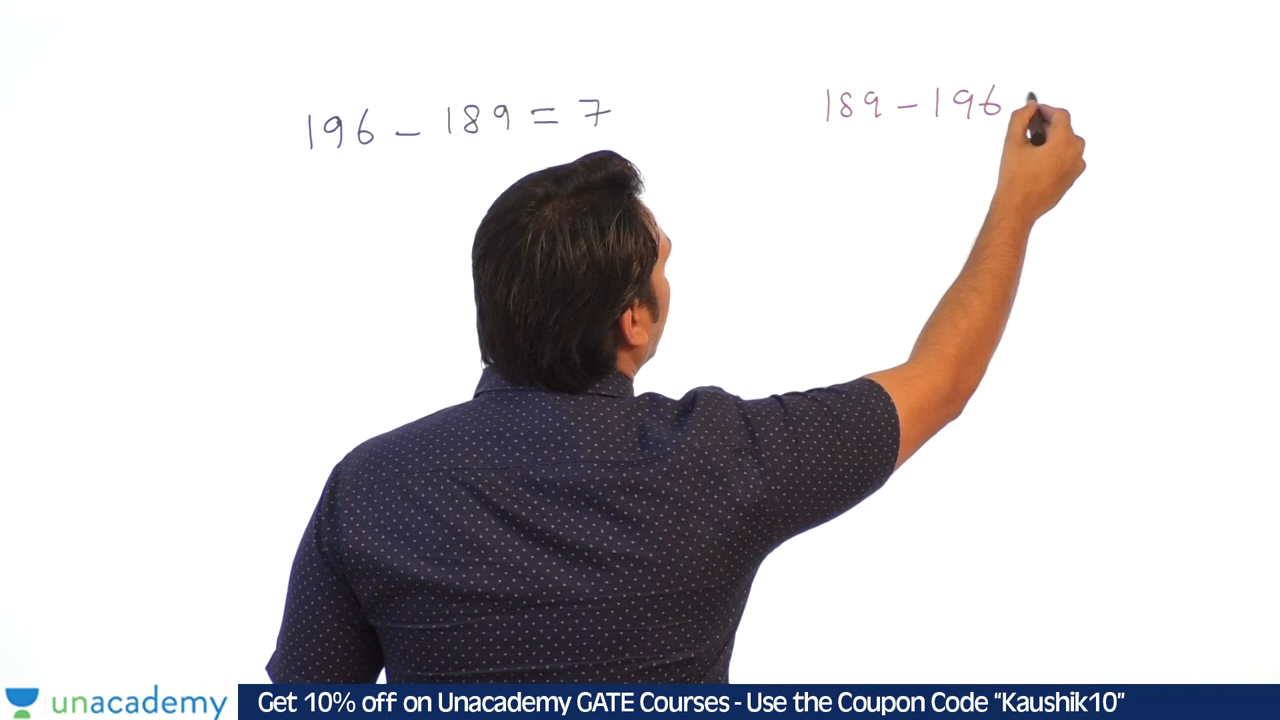 196 - 189 = 7
189 - 196
unacademy
Get 10% off on Unacademy GATE Courses - Use the Coupon Code “Kaushik10”